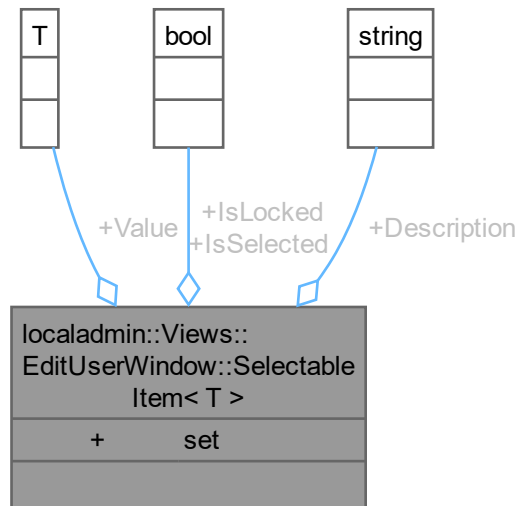 T
bool
string
+Value
+IsLocked
+IsSelected
+Description
localadmin::Views::
EditUserWindow::Selectable
Item< T >
+ set